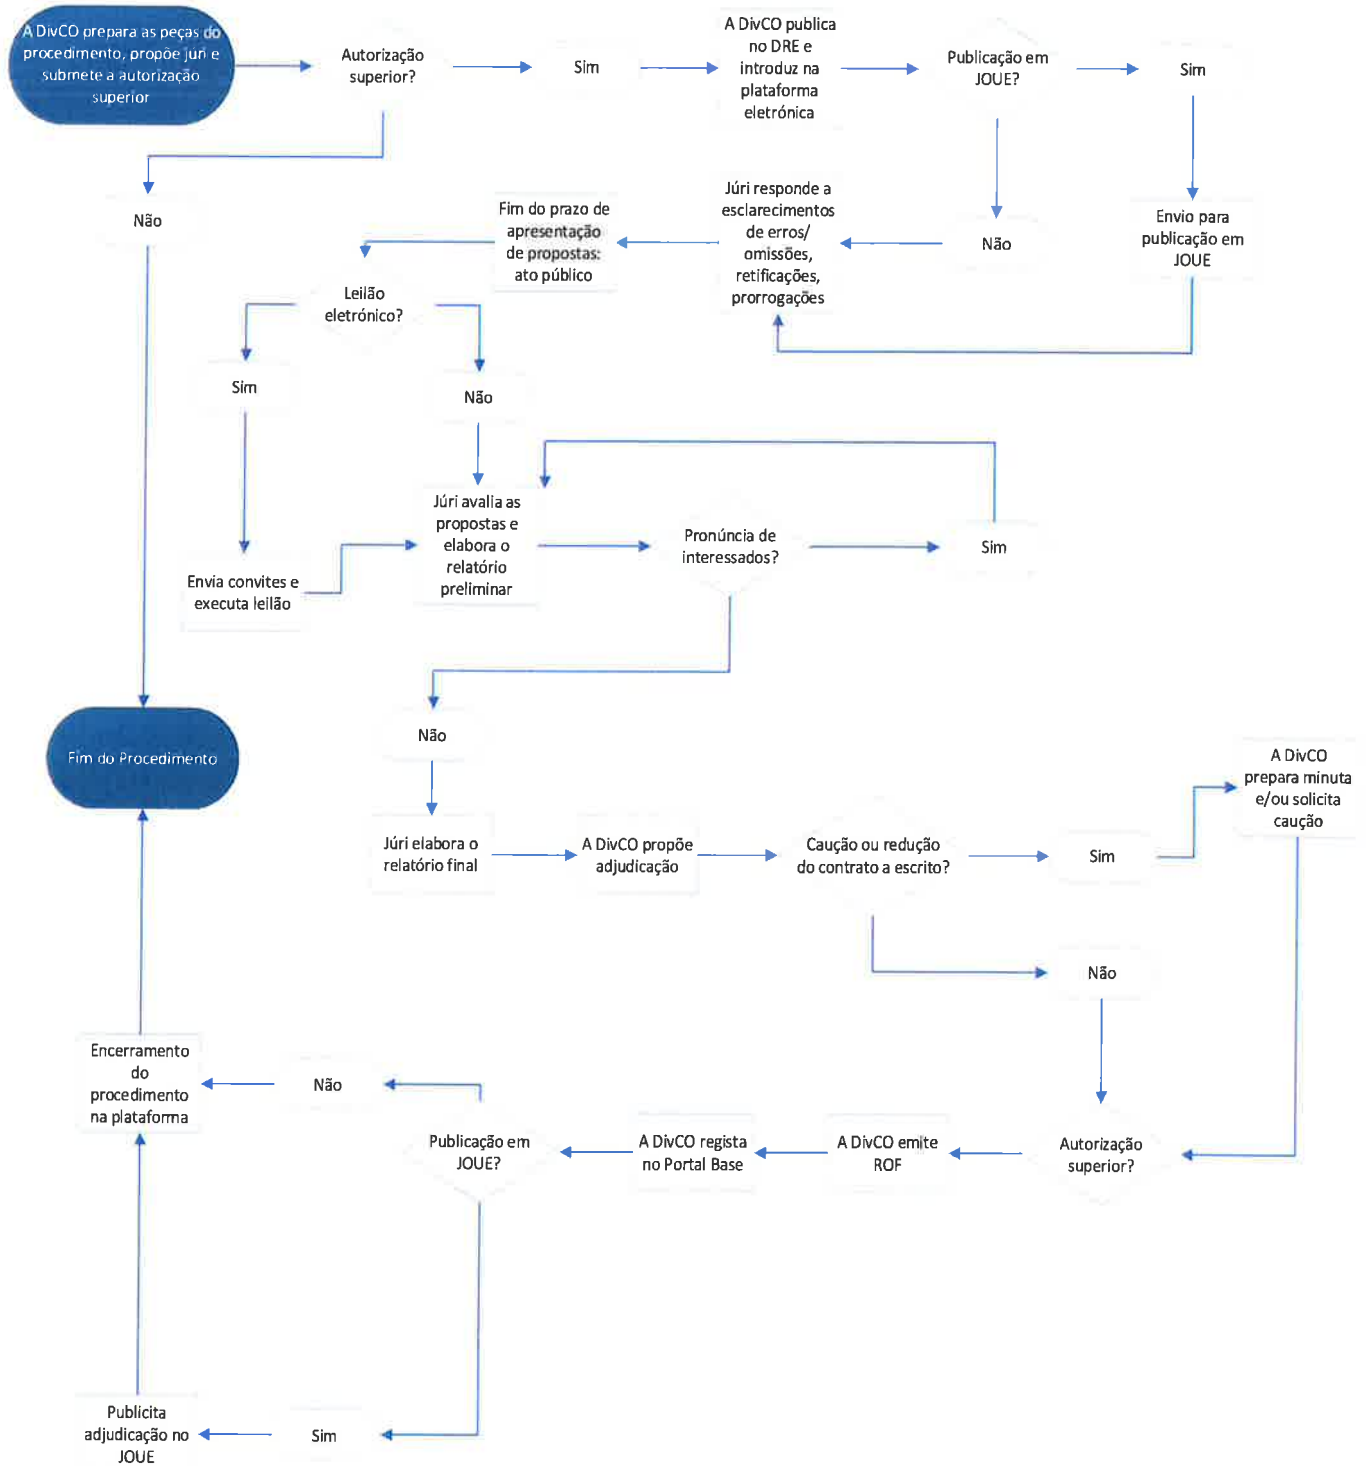 A DivCO prepara as peças do
procedimento, propõe júri e
submete a autorização
superior
Autorização
superior?
Sim
A DivCO publica
no DRE e
introduz na
plataforma
eletrónica
Publicação em
JOUE?
Sim
Não
Fim do prazo de
apresentação
de propostas:
ato público
Júri responde a
esclarecimentos
de erros/
omissões,
retificações,
prorrogações
Não
Envio para
publicação em
JOUE
Leilão
eletrónico?
Sim
Não
Envia convites e
executa leilão
Júri avalia as
propostas e
elabora o
relatório
preliminar
Pronúncia de
interessados?
Sim
Não
Fim do Procedimento
Júri elabora o
relatório final
A DivCO propõe
adjudicação
Caução ou redução
do contrato a escrito?
Sim
A DivCO
prepara minuta
e/ou solicita
caução
Não
Autorização
superior?
A DivCO emite
ROF
A DivCO regista
no Portal Base
Publicação em
JOUE?
Não
Encerramento
do
procedimento
na plataforma
Sim
Publicita
adjudicação no
JOUE